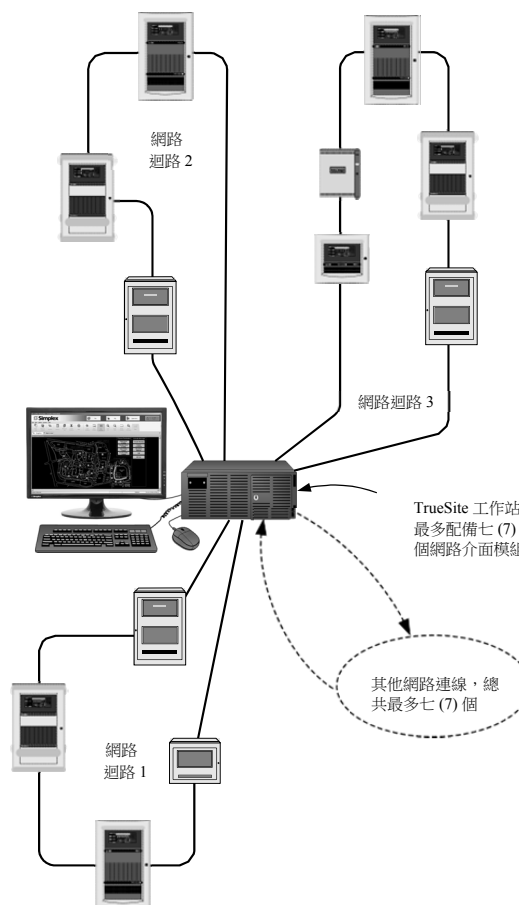 網路
迴路 2
網路迴路 3
Simplex
TrueSite 工作站
最多配備七 (7)
個網路介面模組
其他網路連線，總
共最多七 (7) 個
網路
迴路 1